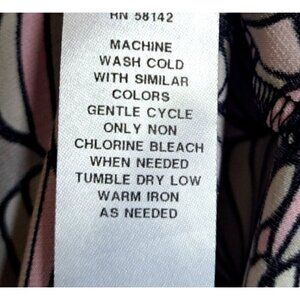 RN 58142
MACHINE
WASH COLD
WITH SIMILAR
COLORS
GENTLE CYCLE
ONLY NON
CHLORINE BLEACH
WHEN NEEDED
TUMBLE DRY LOW
WARM IRON
AS NEEDED